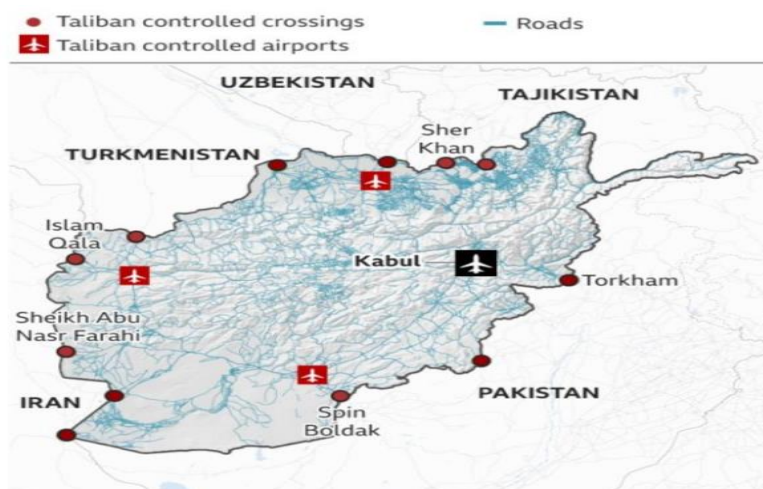 Taliban controlled crossings
Roads
Taliban controlled airports
UZBEKISTAN
TAJIKISTAN
Sher
Khan
TURKMENISTAN
Islam
Qala
Kabul
Torkham
Sheikh Abu
Nasr Farahi
IRAN
PAKISTAN
Spin
Boldak